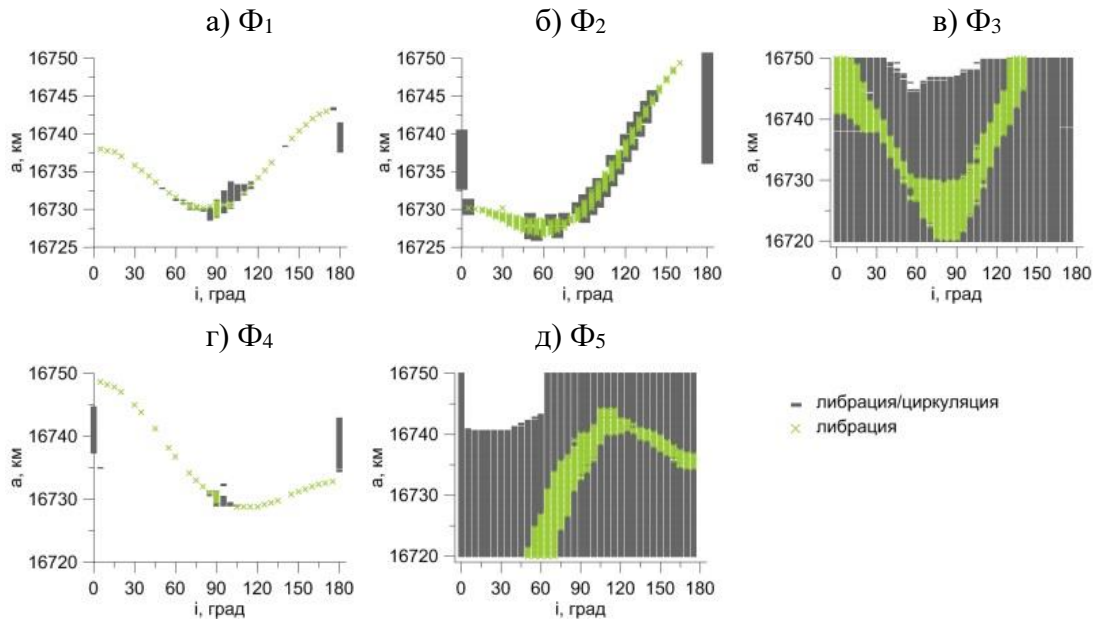 а) Φ₁
б) Φ₂
в) Φ₃
16750
16745
16740
16735
16730
16725
а, км
0 30 60 90 120 150 180
i, град
16750
16745
16740
16735
16730
16725
а, км
0 30 60 90 120 150 180
i, град
16750
16740
16730
16720
а, км
0 30 60 90 120 150 180
i, град
г) Φ₄
д) Φ₅
16750
16740
16730
16720
а, км
0 30 60 90 120 150 180
i, град
16750
16740
16730
16720
а, км
0 30 60 90 120 150 180
i, град
либрация/циркуляция
либрация